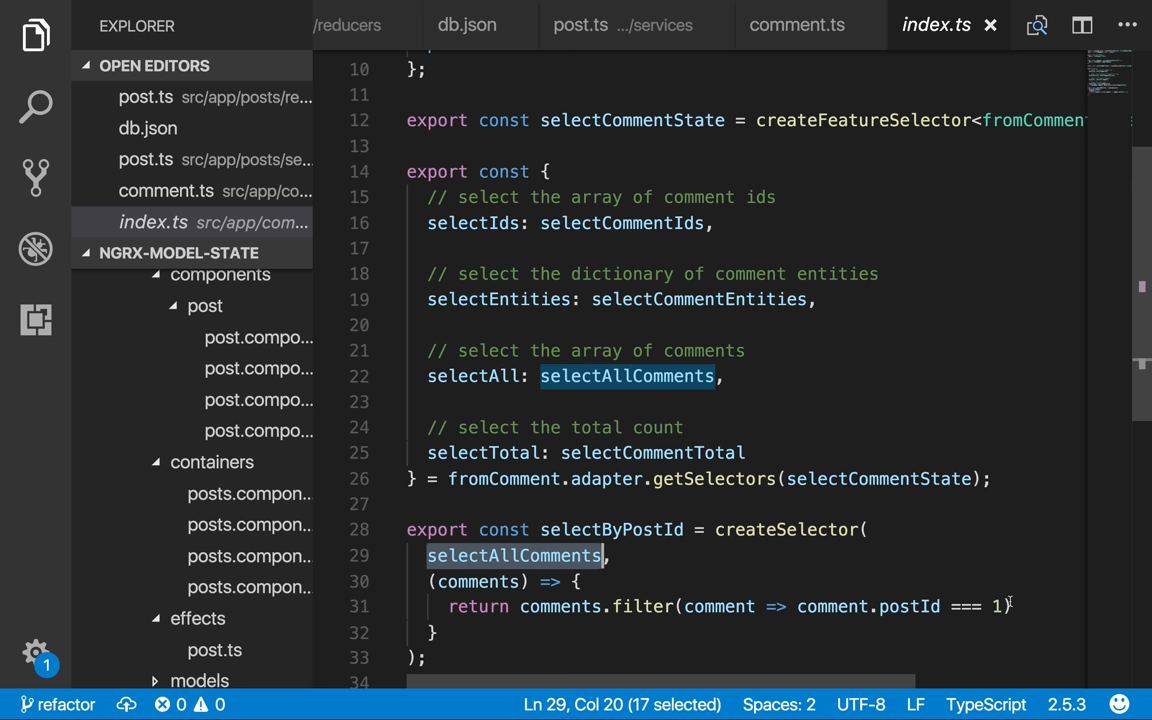 EXPLORER
/reducers
db.json
post.ts .../services
comment.ts
index.ts
OPEN EDITORS
post.ts src/app/posts/re...
db.json
post.ts src/app/posts/se...
comment.ts src/app/co...
index.ts src/app/com...
NGRX-MODEL-STATE
components
post
post.compo...
post.compo...
post.compo...
post.compo...
containers
posts.compon...
posts.compon...
posts.compon...
posts.compon...
effects
post.ts
models
10 };
11
12 export const selectCommentState = createFeatureSelector<fromComment
13
14 export const {
15 // select the array of comment ids
16 selectIds: selectCommentIds,
17
18 // select the dictionary of comment entities
19 selectEntities: selectCommentEntities,
20
21 // select the array of comments
22 selectAll: selectAllComments,
23
24 // select the total count
25 selectTotal: selectCommentTotal
26 } = fromComment.adapter.getSelectors(selectCommentState);
27
28 export const selectByPostId = createSelector(
29 selectAllComments,
30 (comments) => {
31 return comments.filter(comment => comment.postId === 1)
32 }
33 );
34
1
refactor
0 0
Ln 29, Col 20 (17 selected)
Spaces: 2
UTF-8
LF
TypeScript
2.5.3